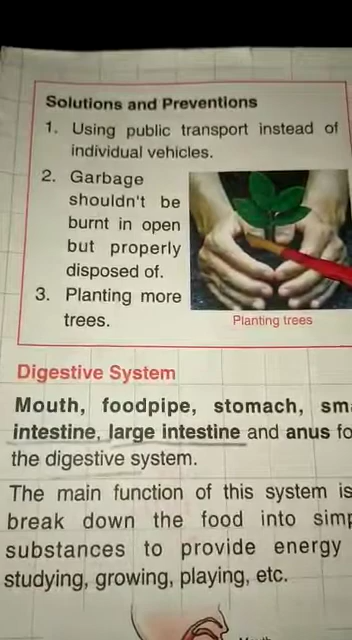 Solutions and Preventions
1. Using public transport instead of
individual vehicles.
2. Garbage
shouldn't be
burnt in open
but properly
disposed of.
3. Planting more
trees.
Planting trees
Digestive System
Mouth, foodpipe, stomach,
intestine, large intestine and anus
the digestive system.
The main function of this system is
break down the food into
substances to provide energy
studying, growing, playing, etc.